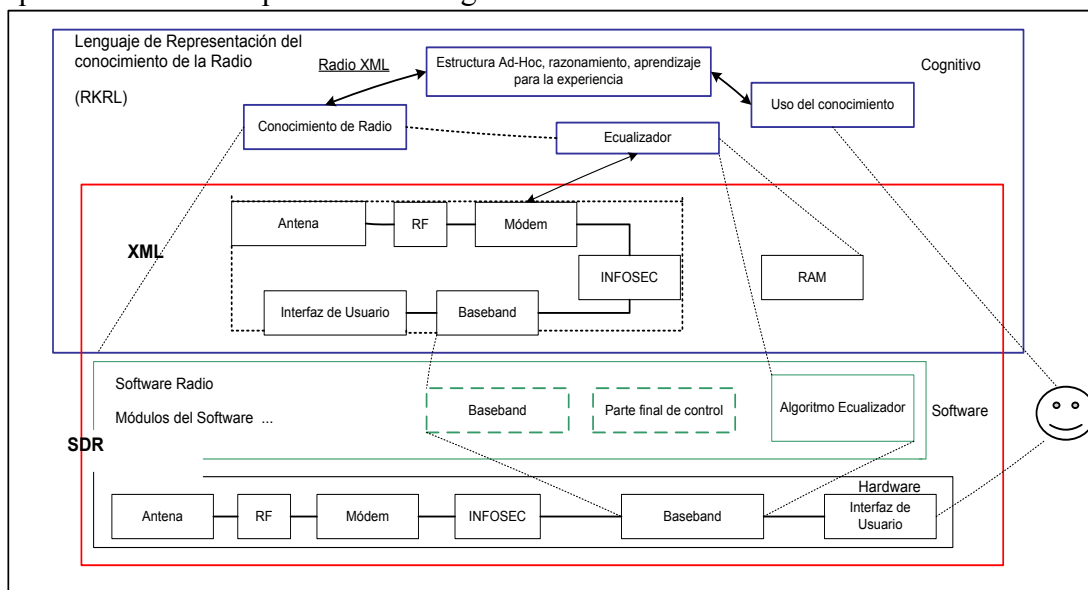 Lenguaje de Representación del
conocimiento de la Radio
(RKRL)
Radio XML
Estructura Ad-Hoc, razonamiento, aprendizaje
para la experiencia
Cognitivo
Uso del conocimiento
Conocimiento de Radio
Ecualizador
Antena
RF
Módem
XML
INFOSEC
RAM
Interfaz de Usuario
Baseband
Software Radio
Módulos del Software ...
Baseband
Parte final de control
Algoritmo Ecualizador
Software
SDR
Hardware
Antena
RF
Módem
INFOSEC
Baseband
Interfaz de
Usuario